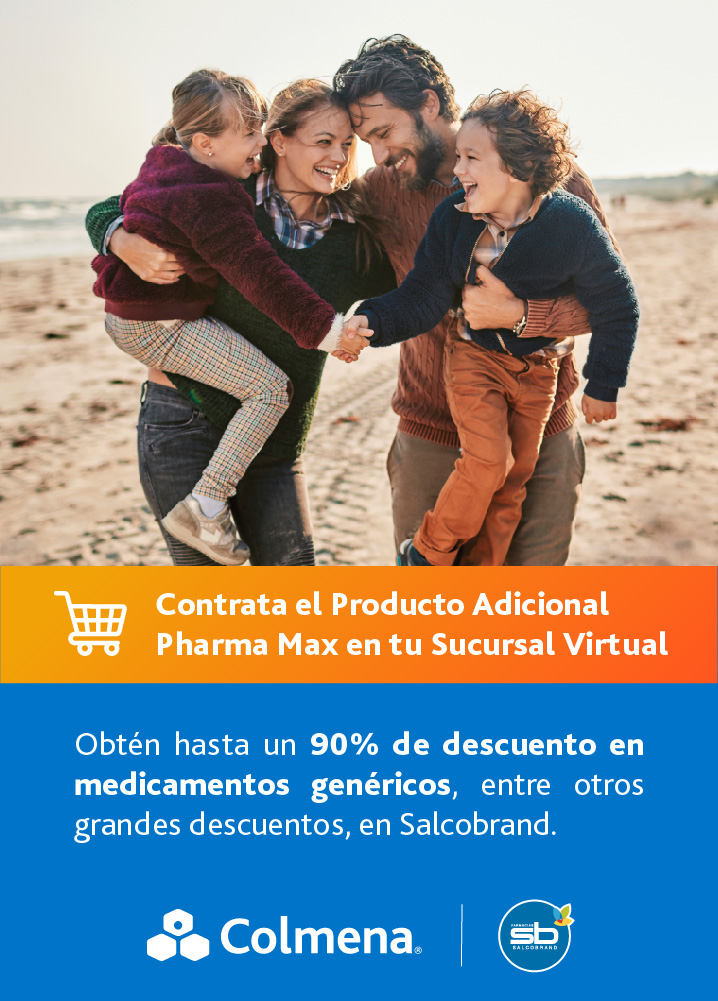 Contrata el Producto Adicional
Pharma Max en tu Sucursal Virtual
Obtén hasta un 90% de descuento en
medicamentos genéricos, entre otros
grandes descuentos, en Salcobrand.
Colmena®
FARMACIAS
sb
SALCOBRAND